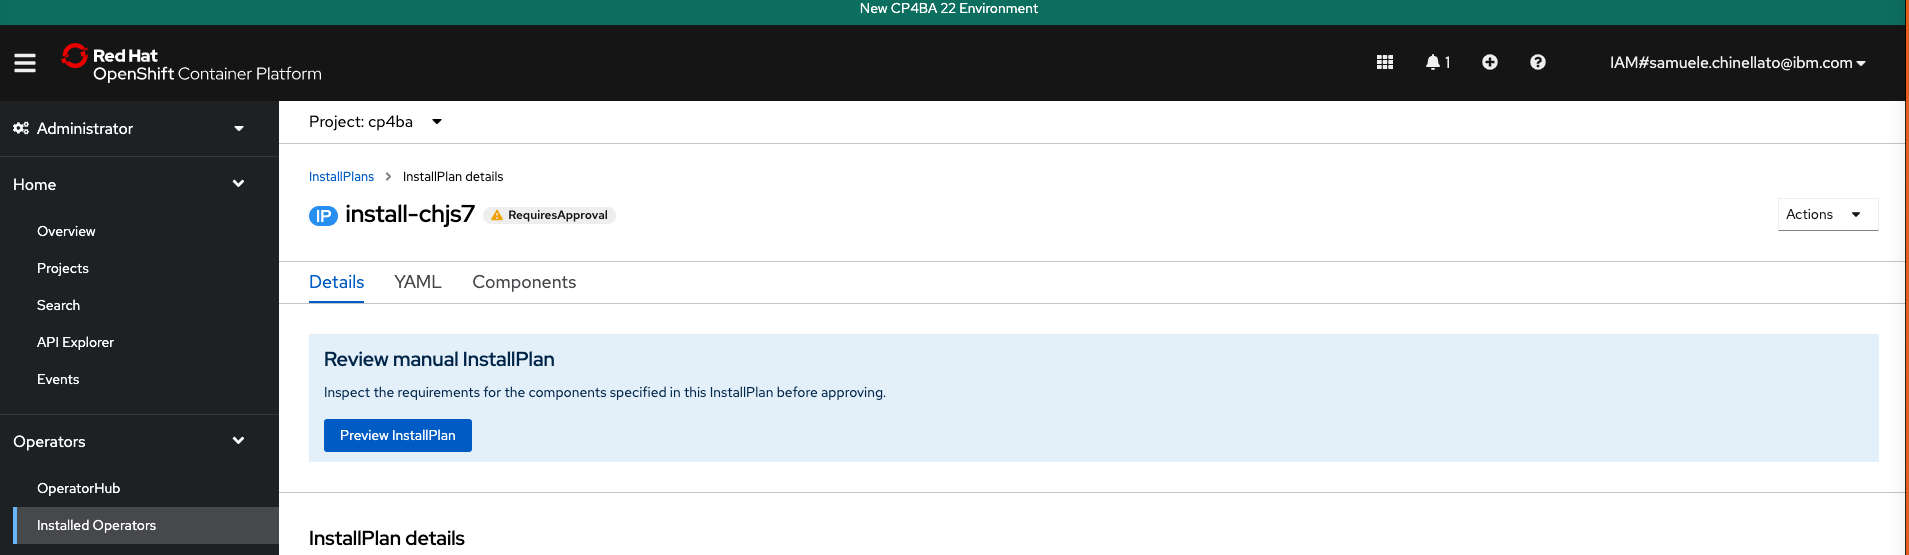 New CP4BA 22 Environment
Red Hat
OpenShift Container Platform
1
IAM#samuele.chinellato@ibm.com
Administrator
Home
Overview
Projects
Search
API Explorer
Events
Operators
OperatorHub
Installed Operators
Project: cp4ba
InstallPlans > InstallPlan details
IP install-chjs7 RequiresApproval
Actions
Details YAML Components
Review manual InstallPlan
Inspect the requirements for the components specified in this InstallPlan before approving.
Preview InstallPlan
InstallPlan details